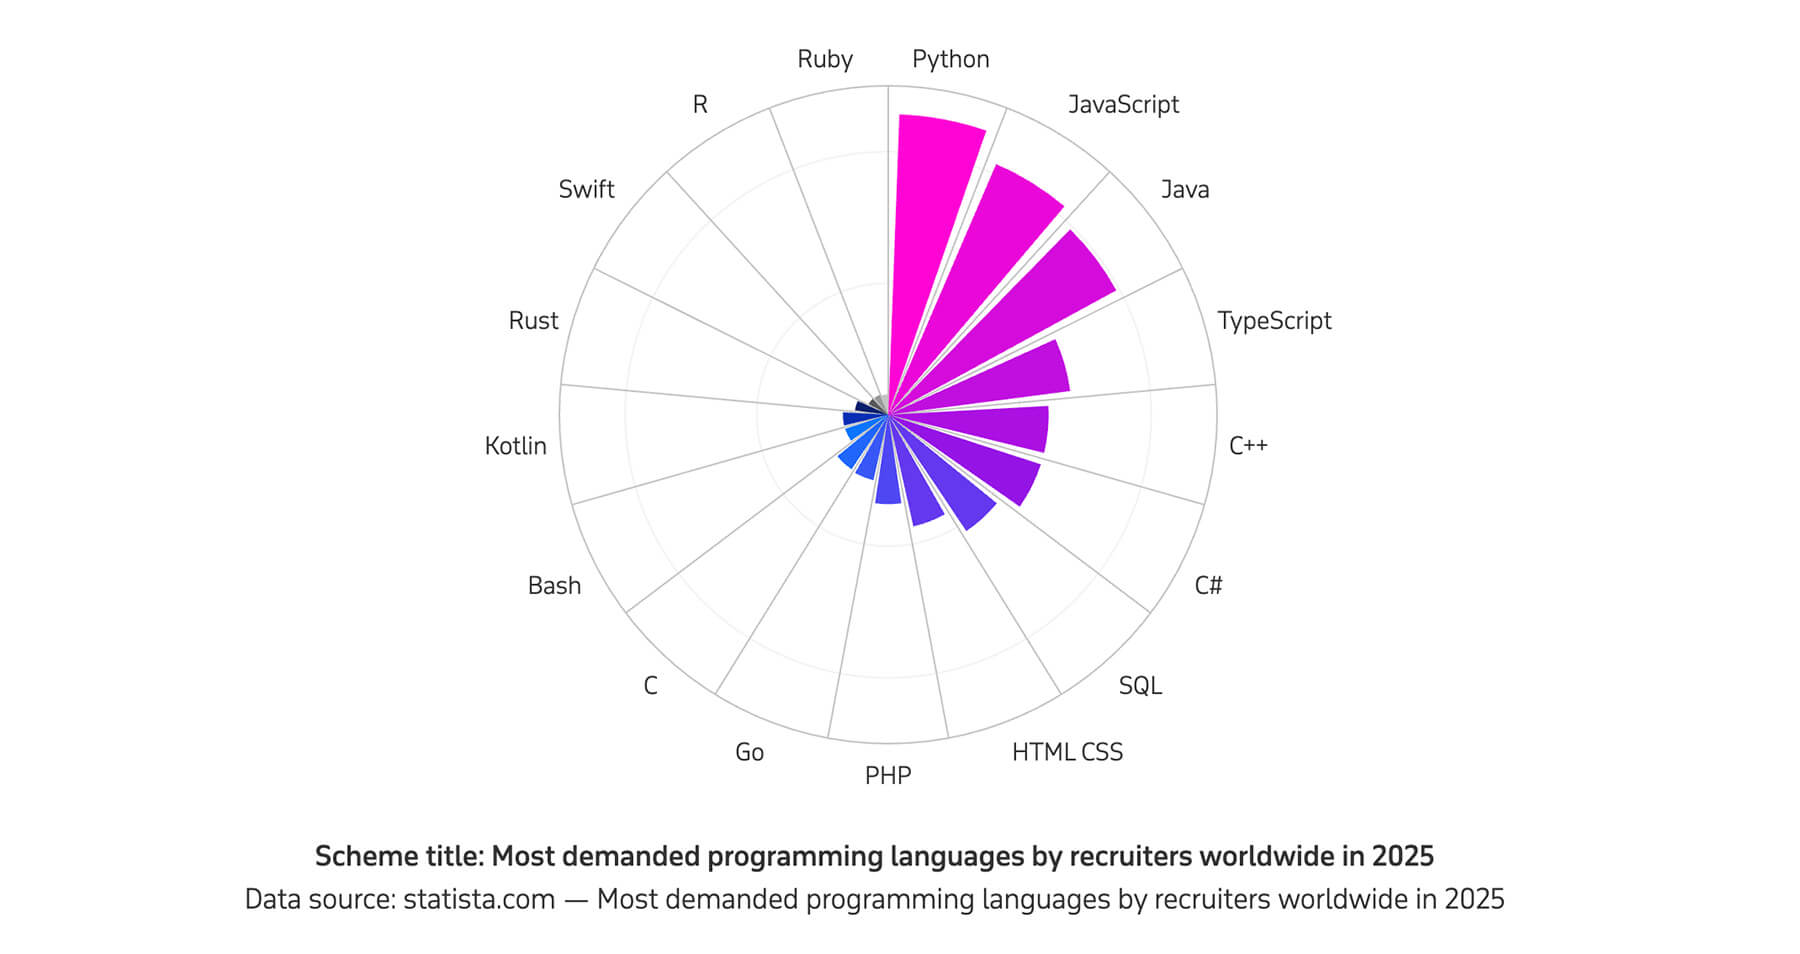 Ruby
Python
R
JavaScript
Swift
Java
Rust
TypeScript
Kotlin
C++
Bash
C#
C
SQL
Go
HTML CSS
PHP
Scheme title: Most demanded programming languages by recruiters worldwide in 2025
Data source: statista.com — Most demanded programming languages by recruiters worldwide in 2025